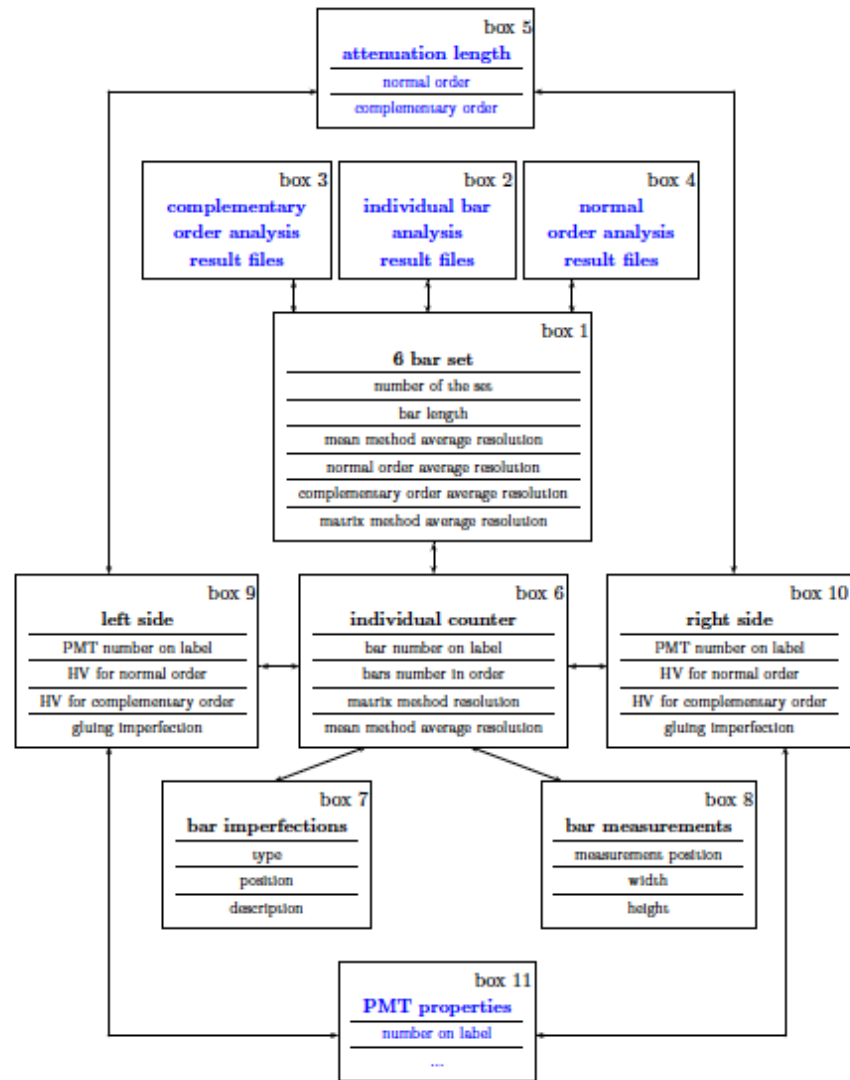 box 5
attenuation length
normal order
complementary order
box 3
complementary
order analysis
result files
box 2
individual bar
analysis
result files
box 4
normal
order analysis
result files
box 1
6 bar set
number of the set
bar length
mean method average resolution
normal order average resolution
complementary order average resolution
matrix method average resolution
box 9
left side
PMT number on label
HV for normal order
HV for complementary order
gluing imperfection
box 6
individual counter
bar number on label
bars number in order
matrix method resolution
mean method average resolution
box 10
right side
PMT number on label
HV for normal order
HV for complementary order
gluing imperfection
box 7
bar imperfections
type
position
description
box 8
bar measurements
measurement position
width
height
box 11
PMT properties
number on label
...